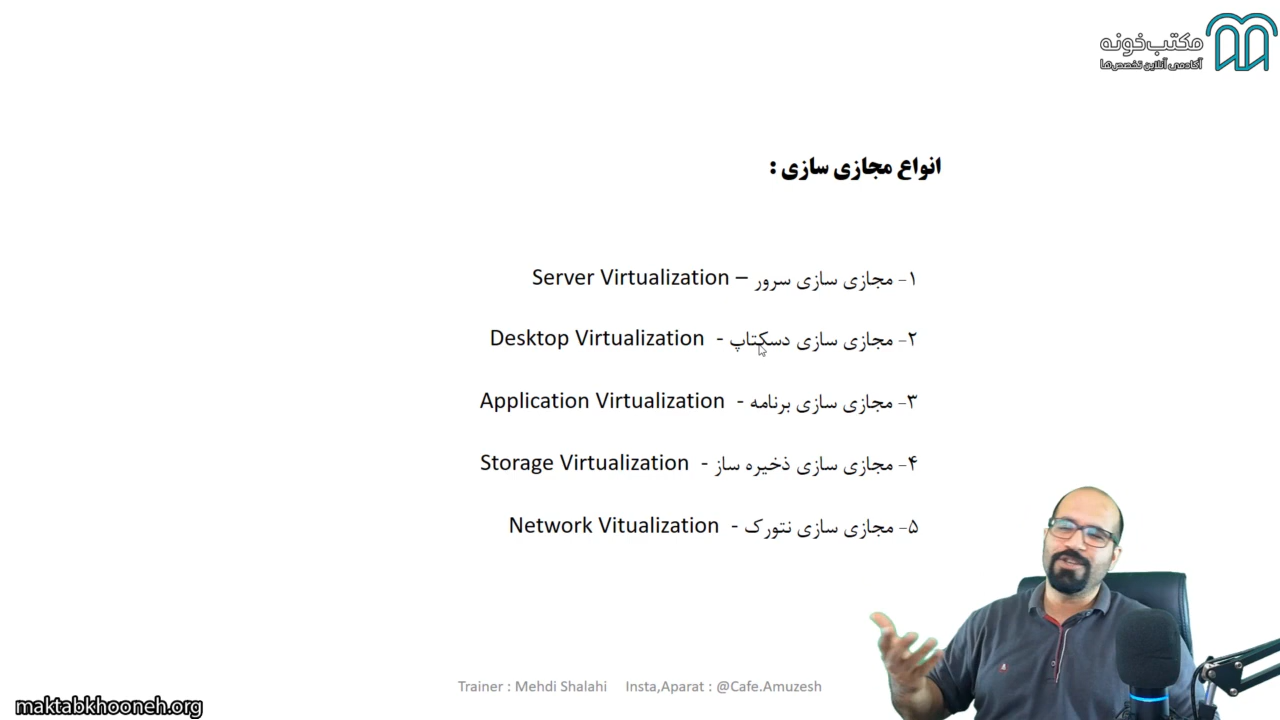 مکتب‌خونه
آکادمی آنلاین تخصص‌ها
انواع مجازی سازی :
۱- مجازی سازی سرور – Server Virtualization
۲- مجازی سازی دسکتاپ - Desktop Virtualization
۳- مجازی سازی برنامه - Application Virtualization
۴- مجازی سازی ذخیره ساز - Storage Virtualization
۵- مجازی سازی نتورک - Network Vitualization
Trainer : Mehdi Shalahi Insta,Aparat : @Cafe.Amuzesh
maktabkhooneh.org